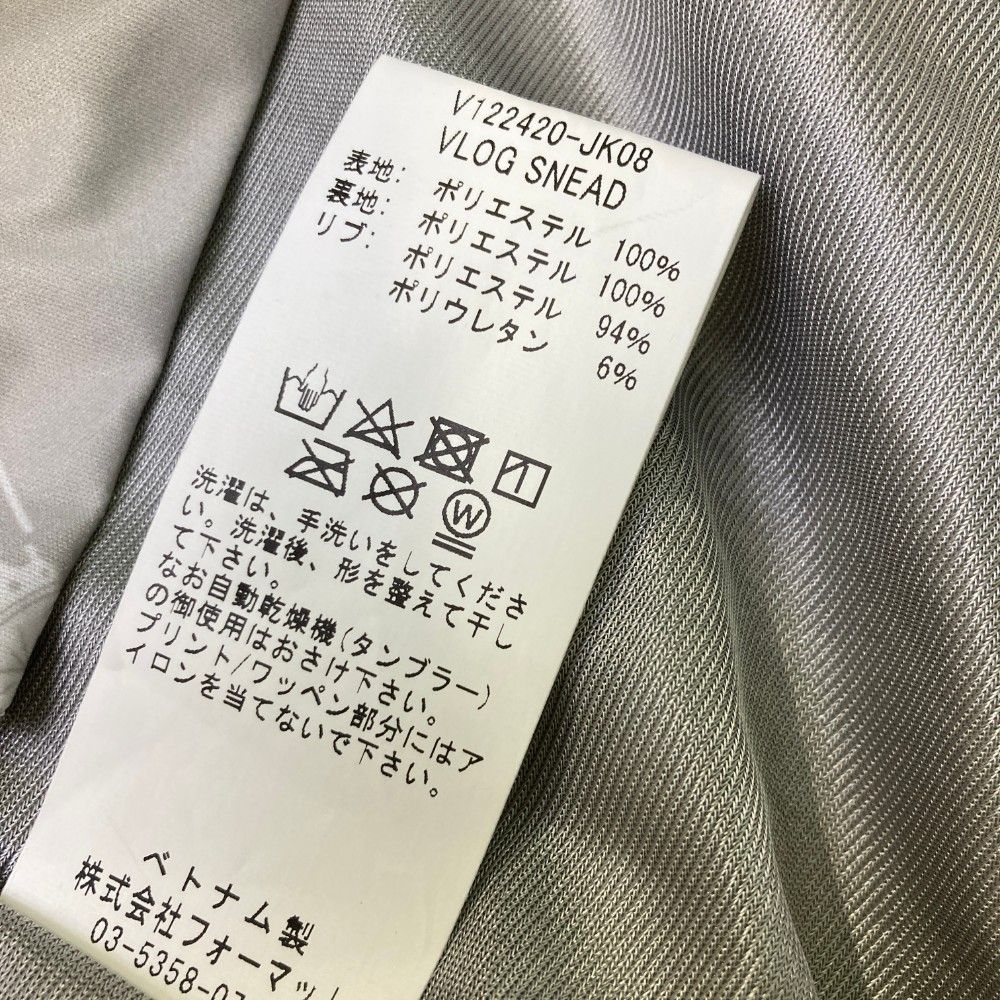 V122420-JK08
VLOG SNEAD
表地: ポリエステル 100%
裏地: ポリエステル 100%
リブ: ポリエステル 94%
ポリウレタン 6%
W
洗濯は、手洗いをしてくださ
い。洗濯後、形を整えて干し
て下さい。
なお自動乾燥機(タンブラー)
の御使用はおさけ下さい。
プリント/ワッペン部分にはア
イロンを当てないで下さい。
ベトナム製
株式会社フォーマット
03-5358-07